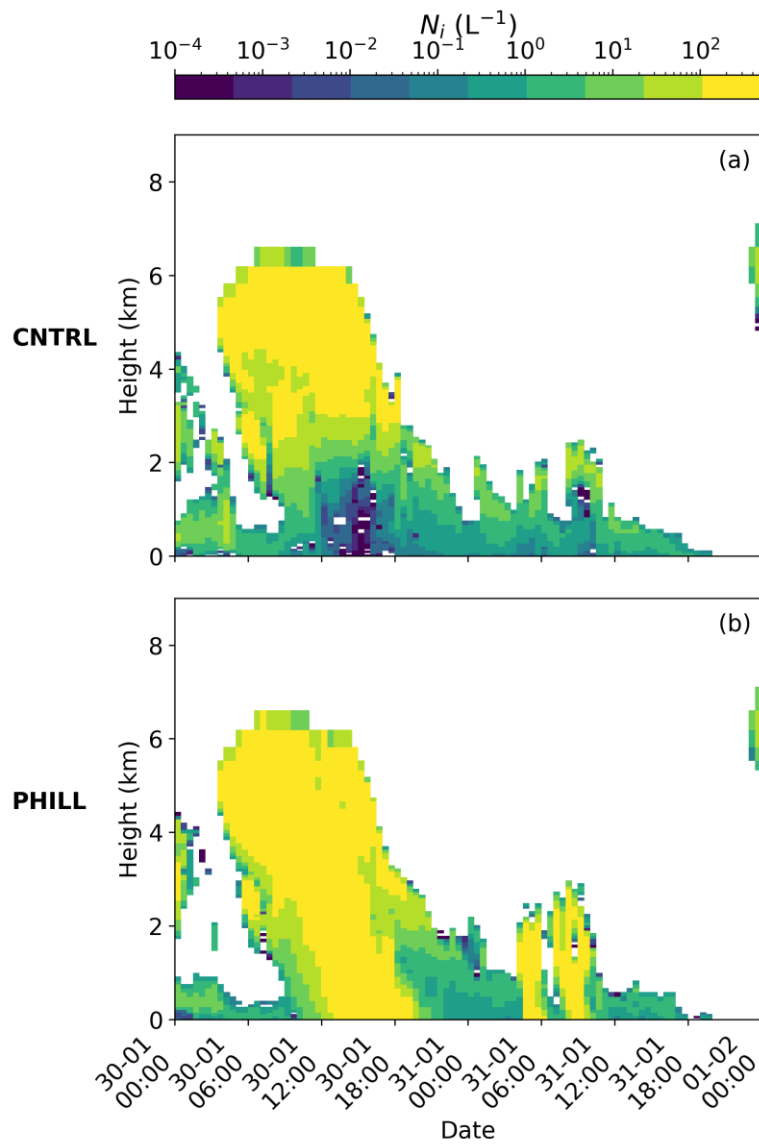 N_i (L⁻¹)
10⁻⁴ 10⁻³ 10⁻² 10⁻¹ 10⁰ 10¹ 10²
(a)
8
6
4
2
0
Height (km)
CNTRL
(b)
8
6
4
2
0
Height (km)
PHILL
30-01 00:00
30-01 06:00
30-01 12:00
30-01 18:00
31-01 00:00
31-01 06:00
31-01 12:00
31-01 18:00
01-02 00:00
Date